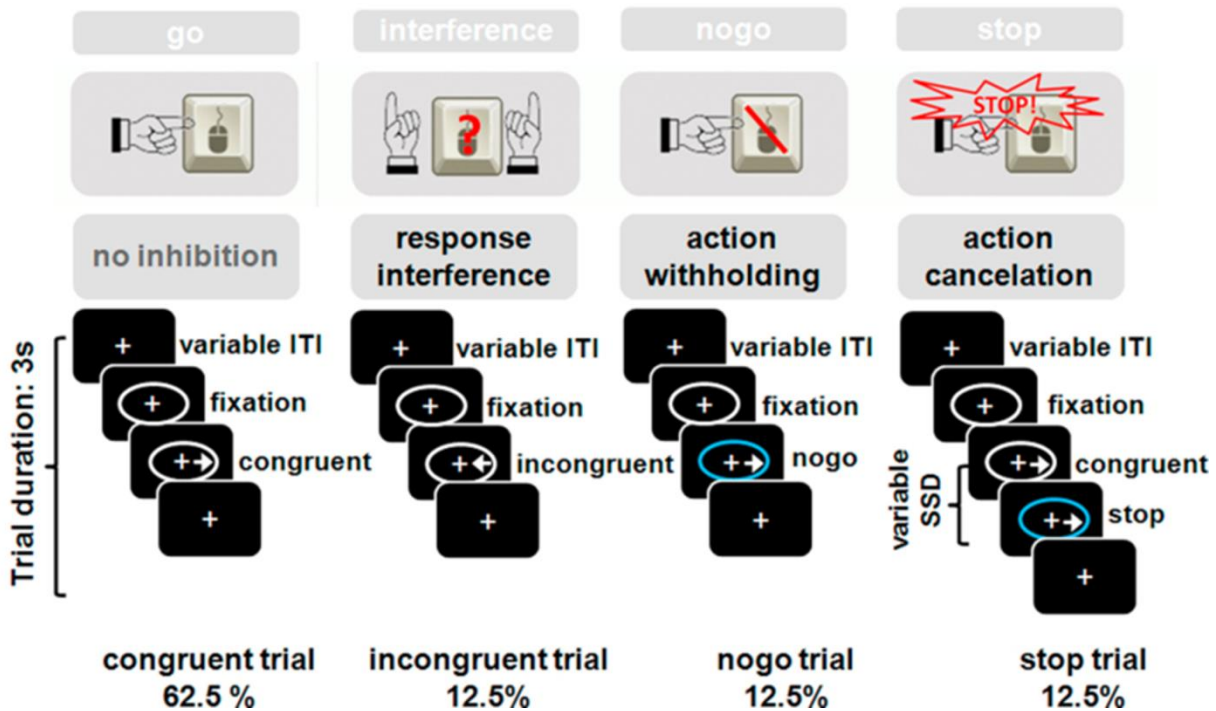 go
interference
nogo
stop
?
STOP!
no inhibition
response
interference
action
withholding
action
cancelation
Trial duration: 3s
variable ITI
fixation
congruent
variable ITI
fixation
incongruent
variable ITI
fixation
nogo
variable ITI
fixation
congruent
variable
SSD
stop
congruent trial
62.5 %
incongruent trial
12.5%
nogo trial
12.5%
stop trial
12.5%